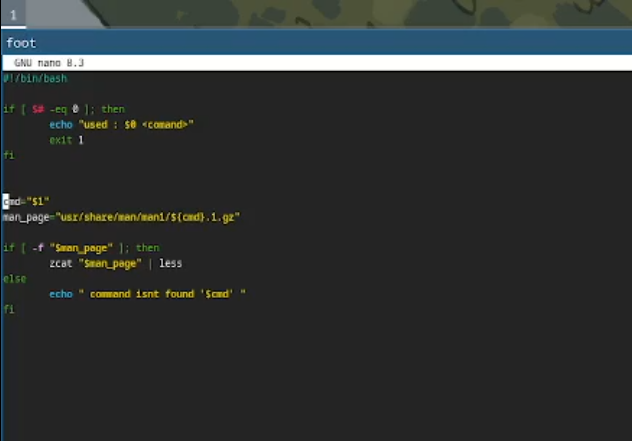 1
foot
GNU nano 8.3
#!/bin/bash
if [ $# -eq 0 ]; then
echo "used : $0 <comand>"
exit 1
fi
cmd="$1"
man_page="usr/share/man/man1/${cmd}.1.gz"
if [ -f "$man_page" ]; then
zcat "$man_page" | less
else
echo " command isnt found '$cmd' "
fi